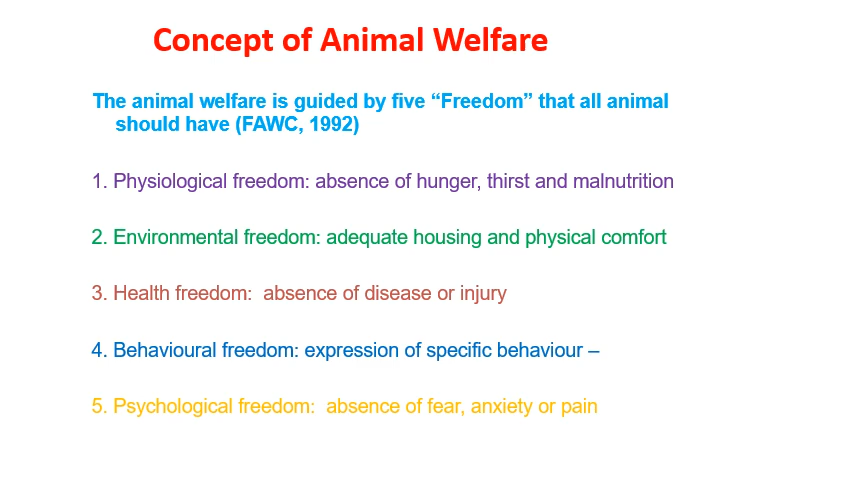 Concept of Animal Welfare
The animal welfare is guided by five “Freedom” that all animal
should have (FAWC, 1992)
1. Physiological freedom: absence of hunger, thirst and malnutrition
2. Environmental freedom: adequate housing and physical comfort
3. Health freedom:  absence of disease or injury
4. Behavioural freedom: expression of specific behaviour –
5. Psychological freedom:  absence of fear, anxiety or pain